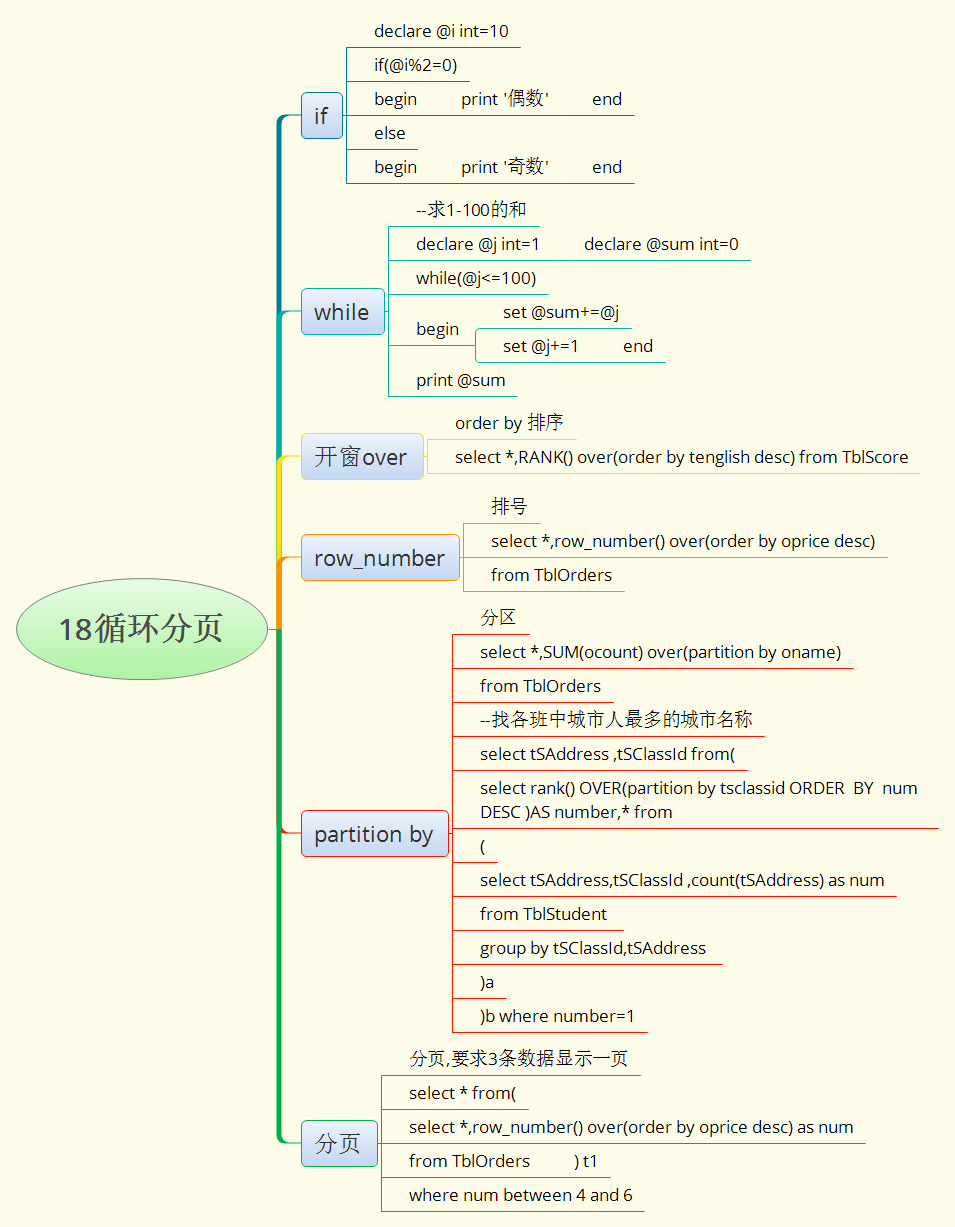 declare @i int=10
if(@i%2=0)
begin print '偶数' end
else
begin print '奇数' end
if
--求1-100的和
declare @j int=1 declare @sum int=0
while(@j<=100)
begin
set @sum+=@j
set @j+=1 end
print @sum
while
order by 排序
select *,RANK() over(order by tenglish desc) from TblScore
开窗over
排号
select *,row_number() over(order by oprice desc)
from TblOrders
row_number
18循环分页
分区
select *,SUM(ocount) over(partition by oname)
from TblOrders
--找各班中城市人最多的城市名称
select tSAddress ,tSClassId from(
select rank() OVER(partition by tsclassid ORDER BY num
DESC )AS number,* from
(
select tSAddress,tSClassId ,count(tSAddress) as num
from TblStudent
group by tSClassId,tSAddress
)a
)b where number=1
partition by
分页,要求3条数据显示一页
select * from(
select *,row_number() over(order by oprice desc) as num
from TblOrders ) t1
where num between 4 and 6
分页